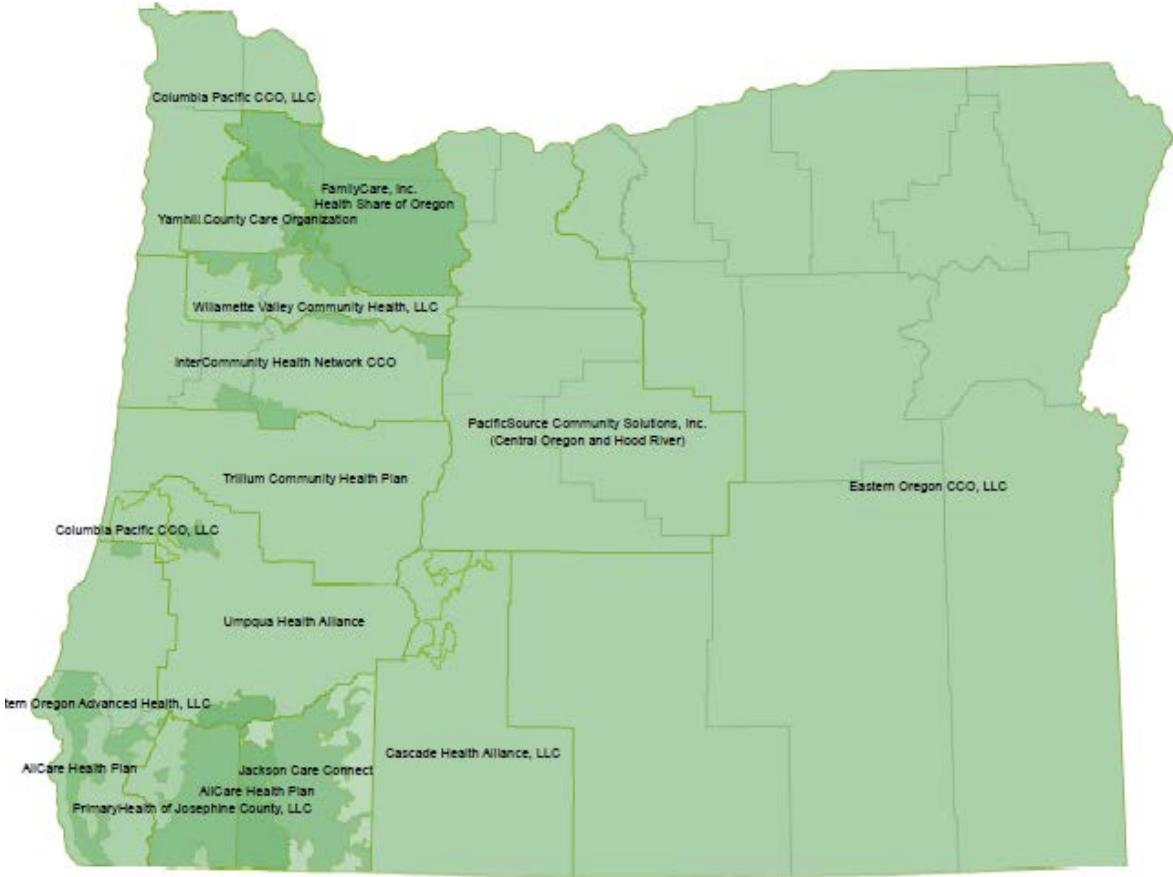 Columbia Pacific CCO, LLC
FamilyCare, Inc.
Health Share of Oregon
Yamhill County Care Organization
Willamette Valley Community Health, LLC
InterCommunity Health Network CCO
PacificSource Community Solutions, Inc.
(Central Oregon and Hood River)
Trillium Community Health Plan
Eastern Oregon CCO, LLC
Columbia Pacific CCO, LLC
Umpqua Health Alliance
tern Oregon Advanced Health, LLC
Cascade Health Alliance, LLC
AllCare Health Plan
Jackson Care Connect
AllCare Health Plan
PrimaryHealth of Josephine County, LLC